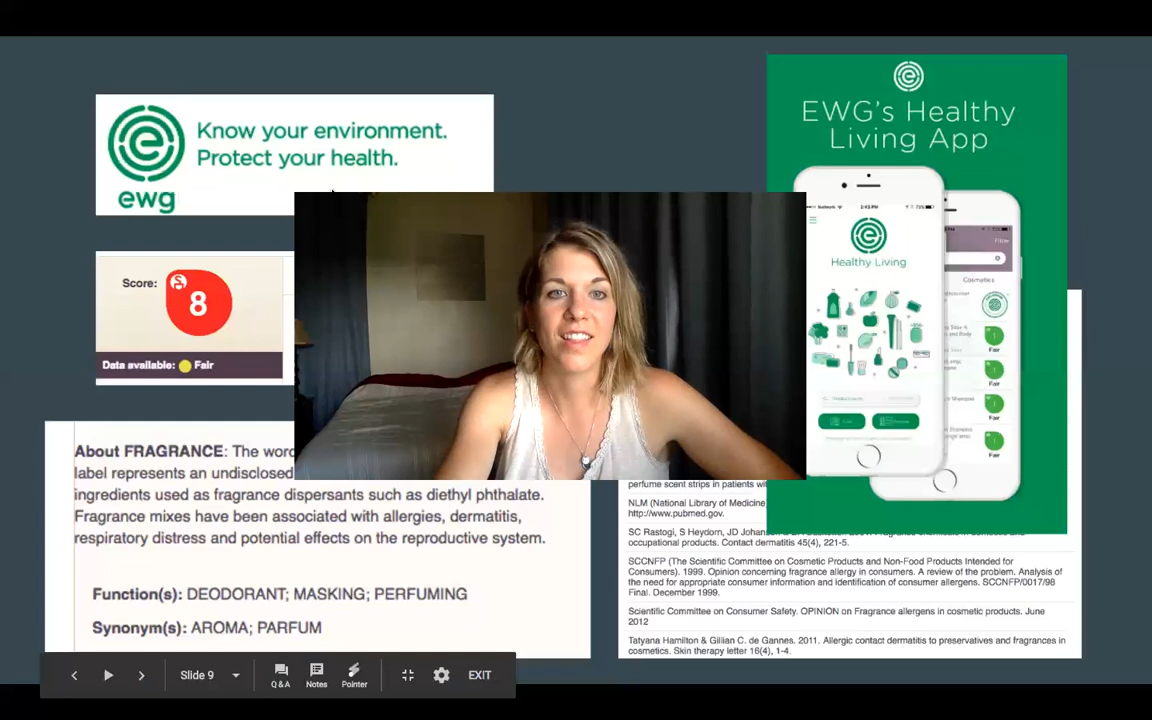 Know your environment.
Protect your health.
ewg
EWG'S Healthy
Living App
Healthy Living
Filter
Cosmetics
Fair
Fair
Score:
8
Data available: Fair
About FRAGRANCE: The word
label represents an undisclosed
ingredients used as fragrance dispersants such as diethyl phthalate.
Fragrance mixes have been associated with allergies, dermatitis,
respiratory distress and potential effects on the reproductive system.
Function(s): DEODORANT; MASKING; PERFUMING
Synonym(s): AROMA; PARFUM
perfume scent strips in patients
NLM (National Library of Medicine)
http://www.pubmed.gov.
SC Rastogi, S Heydorn, JD
occupational products. Contact dermatitis 45(4), 221-5.
SCCNFP (The Scientific Committee on Cosmetic Products and Non-Food Products Intended for
Consumers). 1999. Opinion concerning fragrance allergy in consumers. A review of the problem. Analysis of
the need for appropriate consumer information and identification of consumer allergens. SCCNFP/0017/98
Final. December 1999.
Scientific Committee on Consumer Safety. OPINION on Fragrance allergens in cosmetic products. June
2012
Tatyana Hamilton & Gillian C. de Gannes. 2011. Allergic contact dermatitis to preservatives and fragrances in
cosmetics. Skin therapy letter 16(4), 1-4.
Slide 9
Q & A
Notes
Pointer
EXIT